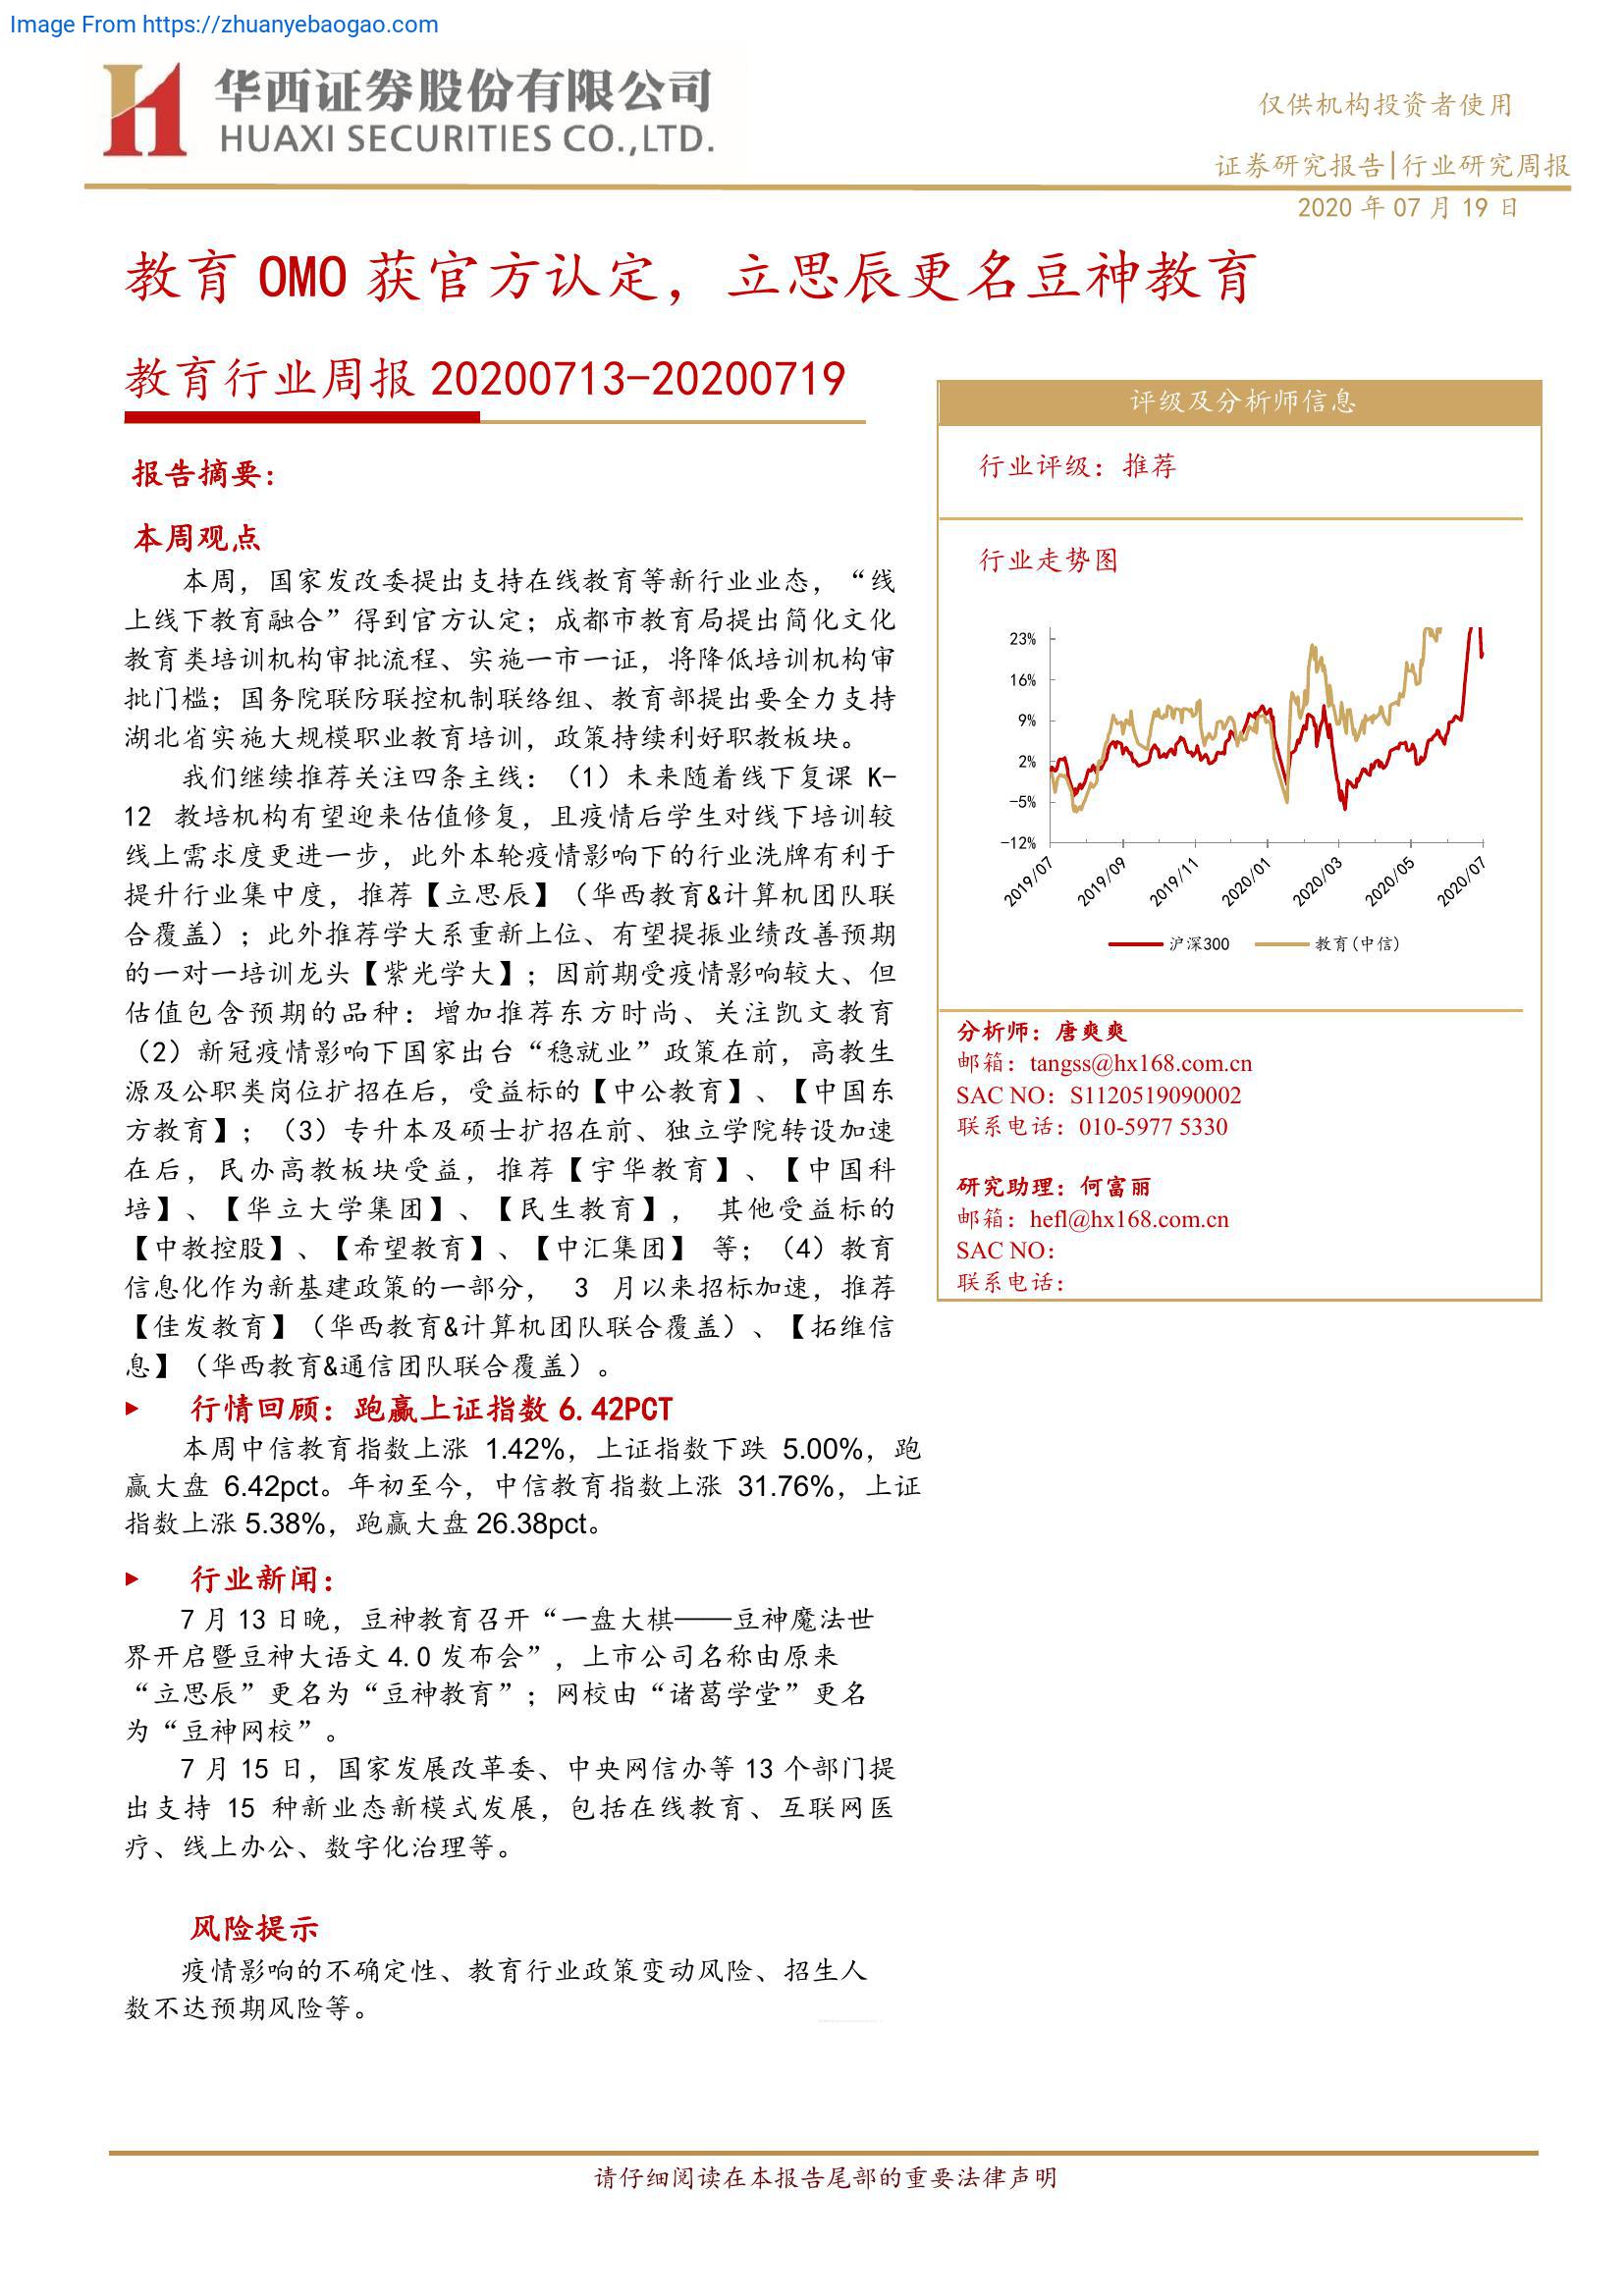 Image From https://zhuanyebaogao.com
华西证券股份有限公司
HUAXI SECURITIES CO.,LTD.
仅供机构投资者使用
证券研究报告|行业研究周报
2020 年 07 月 19 日
教育 OMO 获官方认定，立思辰更名豆神教育
教育行业周报 20200713-20200719
报告摘要：
本周观点
本周，国家发改委提出支持在线教育等新行业业态，“线
上线下教育融合”得到官方认定；成都市教育局提出简化文化
教育类培训机构审批流程、实施一市一证，将降低培训机构审
批门槛；国务院联防联控机制联络组、教育部提出要全力支持
湖北省实施大规模职业教育培训，政策持续利好职教板块。
我们继续推荐关注四条主线：（1）未来随着线下复课 K-
12 教培机构有望迎来估值修复，且疫情后学生对线下培训较
线上需求度更进一步，此外本轮疫情影响下的行业洗牌有利于
提升行业集中度，推荐【立思辰】（华西教育&计算机团队联
合覆盖）；此外推荐学大系重新上位、有望提振业绩改善预期
的一对一培训龙头【紫光学大】；因前期受疫情影响较大、但
估值包含预期的品种：增加推荐东方时尚、关注凯文教育
（2）新冠疫情影响下国家出台“稳就业”政策在前，高教生
源及公职类岗位扩招在后，受益标的【中公教育】、【中国东
方教育】；（3）专升本及硕士扩招在前、独立学院转设加速
在后，民办高教板块受益，推荐【宇华教育】、【中国科
培】、【华立大学集团】、【民生教育】， 其他受益标的
【中教控股】、【希望教育】、【中汇集团】 等；（4）教育
信息化作为新基建政策的一部分， 3 月以来招标加速，推荐
【佳发教育】（华西教育&计算机团队联合覆盖）、【拓维信
息】（华西教育&通信团队联合覆盖）。
行情回顾：跑赢上证指数 6.42PCT
本周中信教育指数上涨 1.42%，上证指数下跌 5.00%，跑
赢大盘 6.42pct。年初至今，中信教育指数上涨 31.76%，上证
指数上涨 5.38%，跑赢大盘 26.38pct。
行业新闻：
7 月 13 日晚，豆神教育召开“一盘大棋——豆神魔法世
界开启暨豆神大语文 4.0 发布会”，上市公司名称由原来
“立思辰”更名为“豆神教育”；网校由“诸葛学堂”更名
为“豆神网校”。
7 月 15 日，国家发展改革委、中央网信办等 13 个部门提
出支持 15 种新业态新模式发展，包括在线教育、互联网医
疗、线上办公、数字化治理等。
风险提示
疫情影响的不确定性、教育行业政策变动风险、招生人
数不达预期风险等。
评级及分析师信息
行业评级：推荐
行业走势图
23%
16%
9%
2%
-5%
-12%
2019/07
2019/09
2019/11
2020/01
2020/03
2020/05
2020/07
沪深300
教育(中信)
分析师：唐爽爽
邮箱：tangss@hx168.com.cn
SAC NO：S1120519090002
联系电话：010-5977 5330
研究助理：何富丽
邮箱：hefl@hx168.com.cn
SAC NO：
联系电话：
请仔细阅读在本报告尾部的重要法律声明